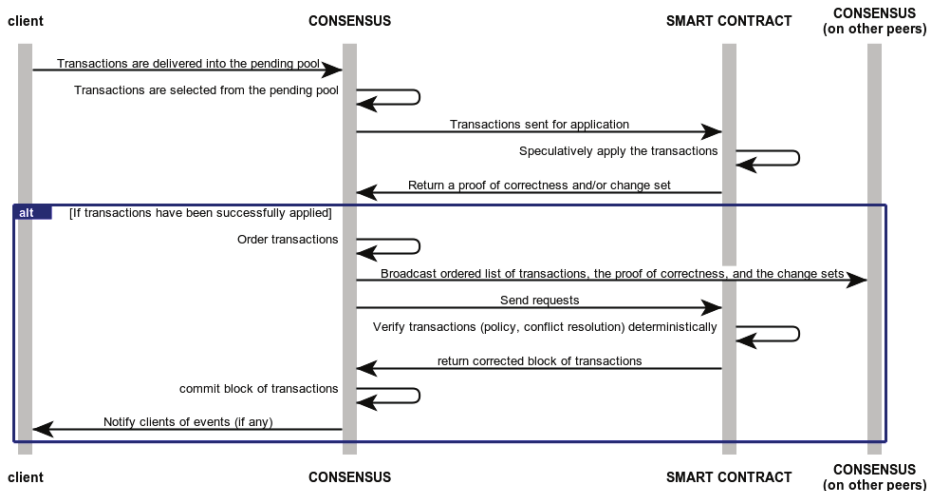 client
CONSENSUS
SMART CONTRACT
CONSENSUS
(on other peers)
Transactions are delivered into the pending pool
Transactions are selected from the pending pool
Transactions sent for application
Speculatively apply the transactions
Return a proof of correctness and/or change set
alt [If transactions have been successfully applied]
Order transactions
Broadcast ordered list of transactions, the proof of correctness, and the change sets
Send requests
Verify transactions (policy, conflict resolution) deterministically
return corrected block of transactions
commit block of transactions
Notify clients of events (if any)
client
CONSENSUS
SMART CONTRACT
CONSENSUS
(on other peers)